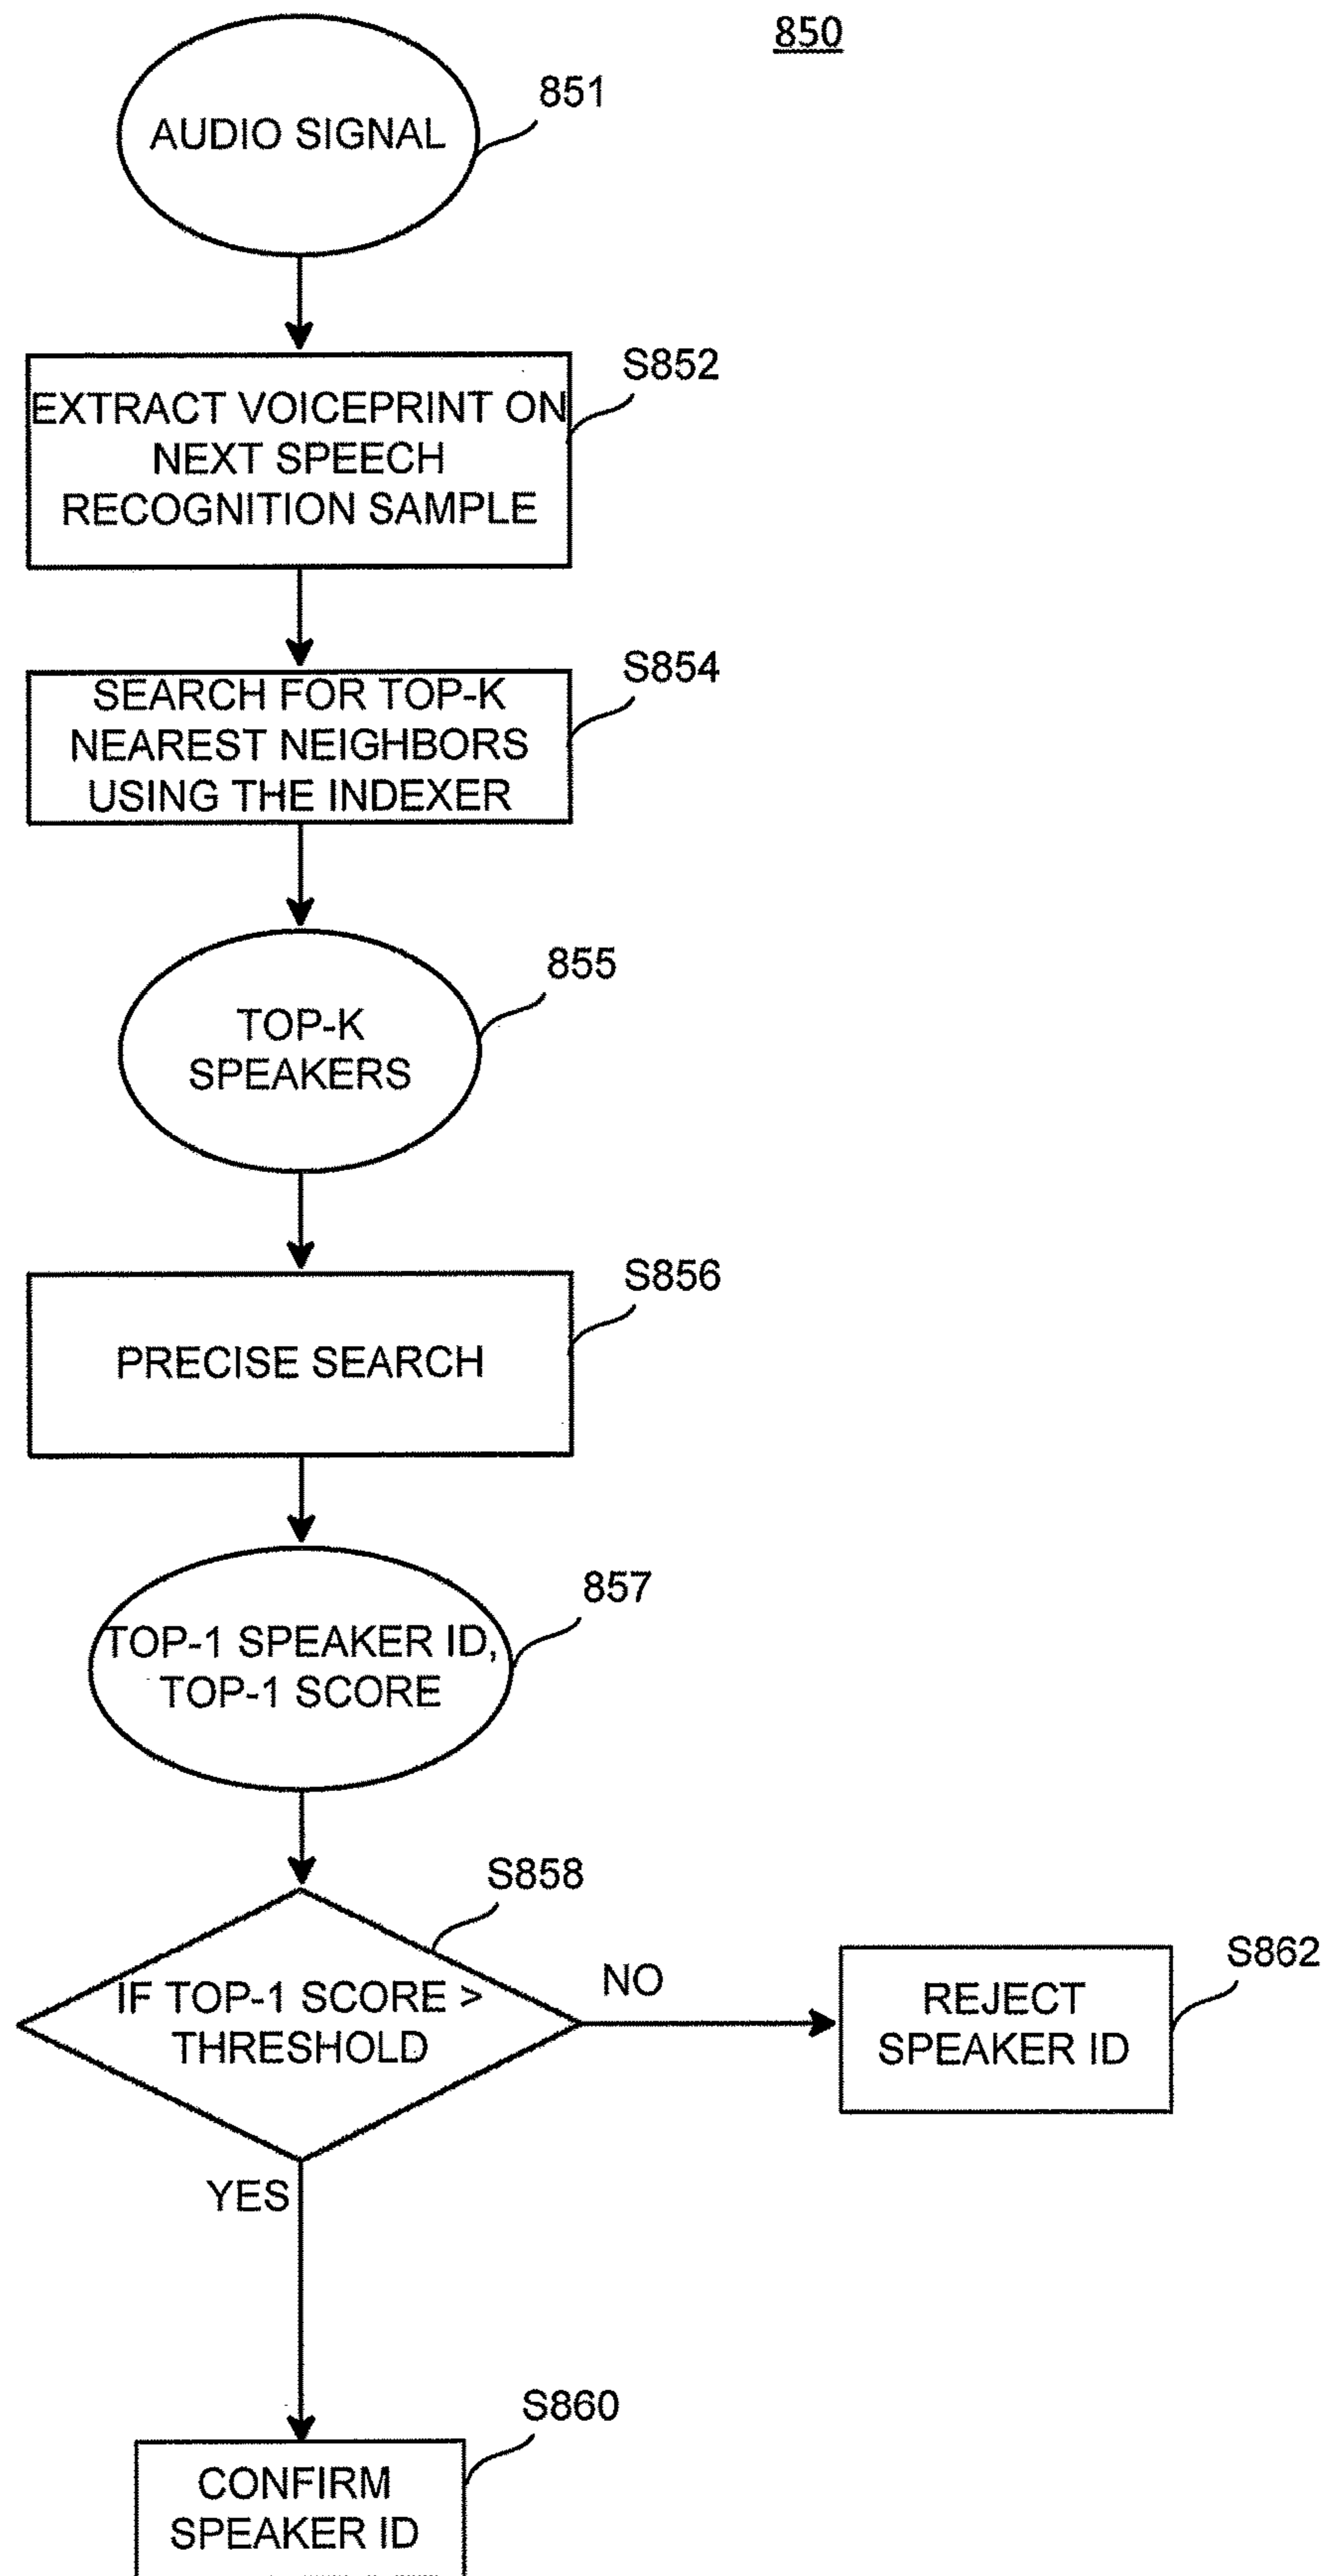 850
851
AUDIO SIGNAL
S852
EXTRACT VOICEPRINT ON
NEXT SPEECH
RECOGNITION SAMPLE
S854
SEARCH FOR TOP-K
NEAREST NEIGHBORS
USING THE INDEXER
855
TOP-K
SPEAKERS
S856
PRECISE SEARCH
857
TOP-1 SPEAKER ID,
TOP-1 SCORE
S858
IF TOP-1 SCORE >
THRESHOLD
NO
S862
REJECT
SPEAKER ID
YES
S860
CONFIRM
SPEAKER ID